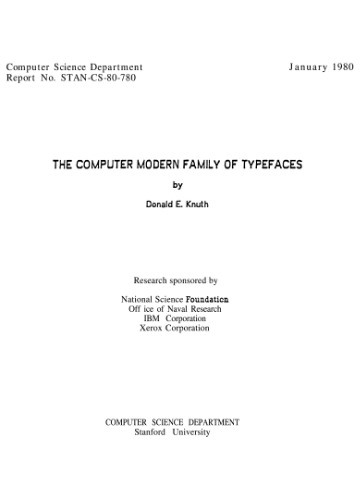 Computer Science Department January 1980
Report No. STAN-CS-80-780
THE COMPUTER MODERN FAMILY OF TYPEFACES
by
Donald E. Knuth
Research sponsored by
National Science Foundation
Off ice of Naval Research
IBM Corporation
Xerox Corporation
COMPUTER SCIENCE DEPARTMENT
Stanford University